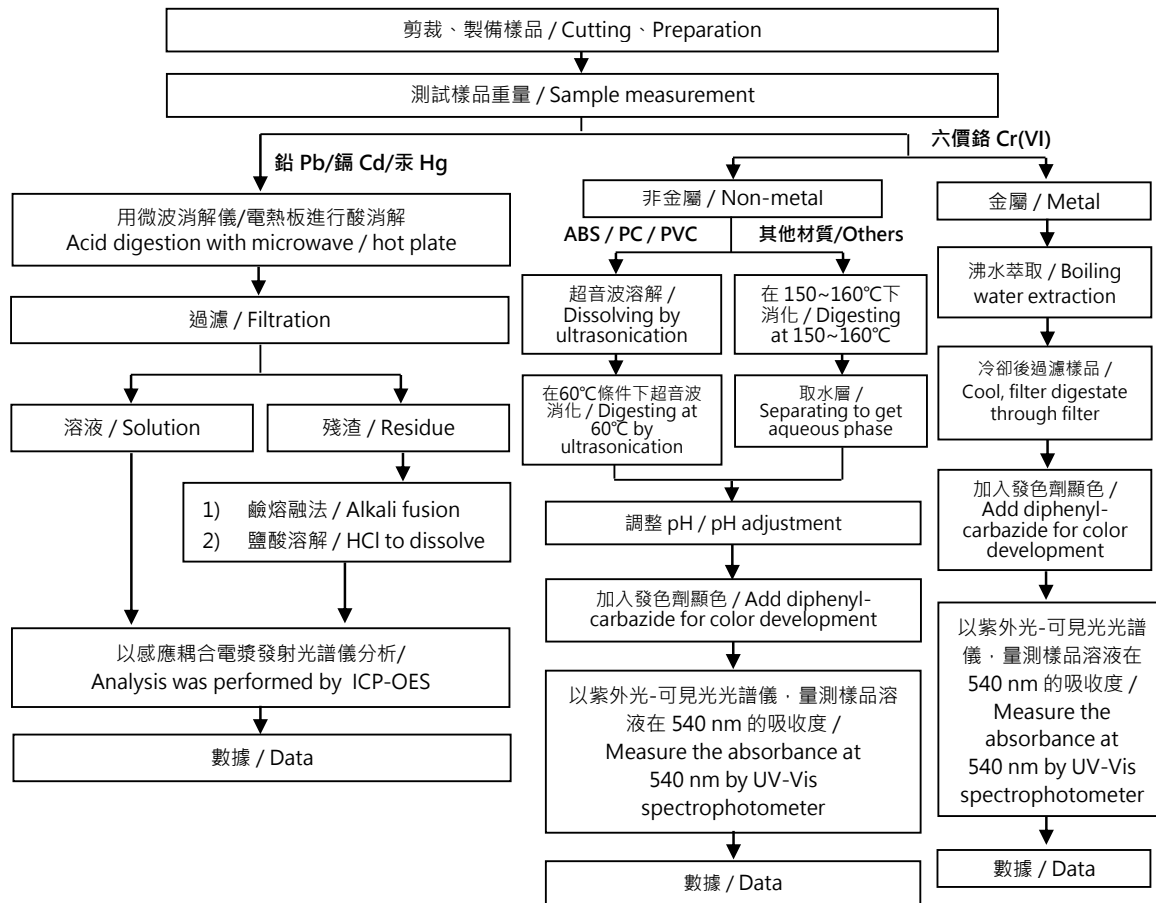 剪裁、製備樣品 / Cutting、Preparation
測試樣品重量 / Sample measurement
鉛 Pb/鎘 Cd/汞 Hg
六價鉻 Cr(VI)
用微波消解儀/電熱板進行酸消解
Acid digestion with microwave / hot plate
過濾 / Filtration
溶液 / Solution
殘渣 / Residue
1) 鹼熔融法 / Alkali fusion
2) 鹽酸溶解 / HCl to dissolve
以感應耦合電漿發射光譜儀分析/
Analysis was performed by ICP-OES
數據 / Data
非金屬 / Non-metal
ABS / PC / PVC
其他材質/Others
超音波溶解 /
Dissolving by
ultrasonication
在60℃條件下超音波
消化 / Digesting at
60℃ by
ultrasonication
在 150~160℃下
消化 / Digesting
at 150~160℃
取水層 /
Separating to get
aqueous phase
調整 pH / pH adjustment
加入發色劑顯色 / Add diphenyl-
carbazide for color development
以紫外光-可見光光譜儀，量測樣品溶
液在 540 nm 的吸收度 /
Measure the absorbance at
540 nm by UV-Vis
spectrophotometer
數據 / Data
金屬 / Metal
沸水萃取 / Boiling
water extraction
冷卻後過濾樣品 /
Cool, filter digestate
through filter
加入發色劑顯色 /
Add diphenyl-
carbazide for color
development
以紫外光-可見光光譜
儀，量測樣品溶液在
540 nm 的吸收度 /
Measure the
absorbance at
540 nm by UV-Vis
spectrophotometer
數據 / Data